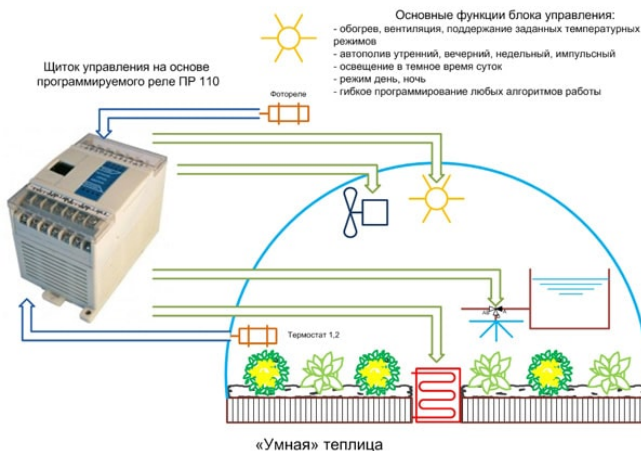 Основные функции блока управления:
- обогрев, вентиляция, поддержание заданных температурных
режимов
- автополив утренний, вечерний, недельный, импульсный
- освещение в темное время суток
- режим день, ночь
- гибкое программирование любых алгоритмов работы
Щиток управления на основе
программируемого реле ПР 110
Фотореле
Термостат 1,2
«Умная» теплица